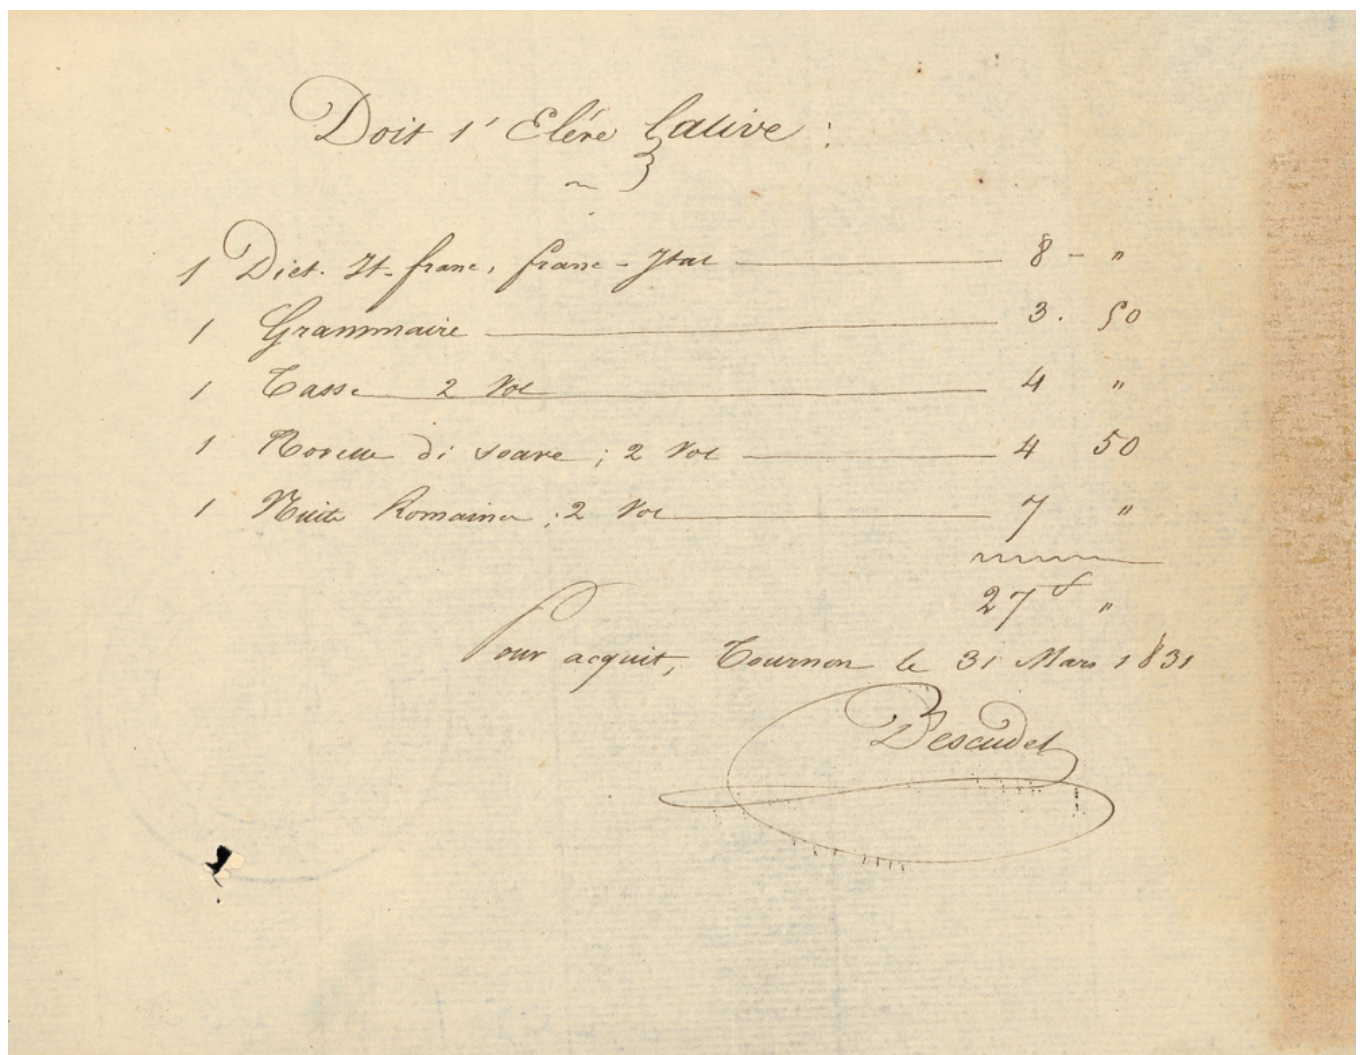 Doit l'Elève Lalive :
1 Dict. It-franc, franc-Ital 8 - "
1 Grammaire 3. 50
1 Tasse 2 Vol 4 "
1 Novelle di Soave ; 2 Vol 4 50
1 Nuits Romaines ; 2 Vol 7 "
27 f "
Pour acquit, Tournon le 31 Mars 1831
Descudet